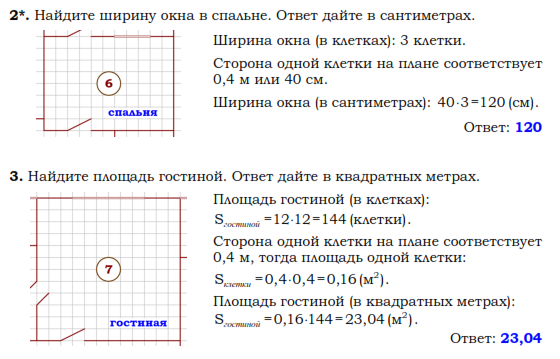 2*. Найдите ширину окна в спальне. Ответ дайте в сантиметрах.
6
спальня
Ширина окна (в клетках): 3 клетки.
Сторона одной клетки на плане соответствует
0,4 м или 40 см.
Ширина окна (в сантиметрах): 40·3=120 (см).
Ответ: 120
3. Найдите площадь гостиной. Ответ дайте в квадратных метрах.
7
гостиная
Площадь гостиной (в клетках):
Sгостиной =12·12=144 (клетки).
Сторона одной клетки на плане соответствует
0,4 м, тогда площадь одной клетки:
Sклетки =0,4·0,4=0,16 (м²).
Площадь гостиной (в квадратных метрах):
Sгостиной =0,16·144=23,04 (м²).
Ответ: 23,04